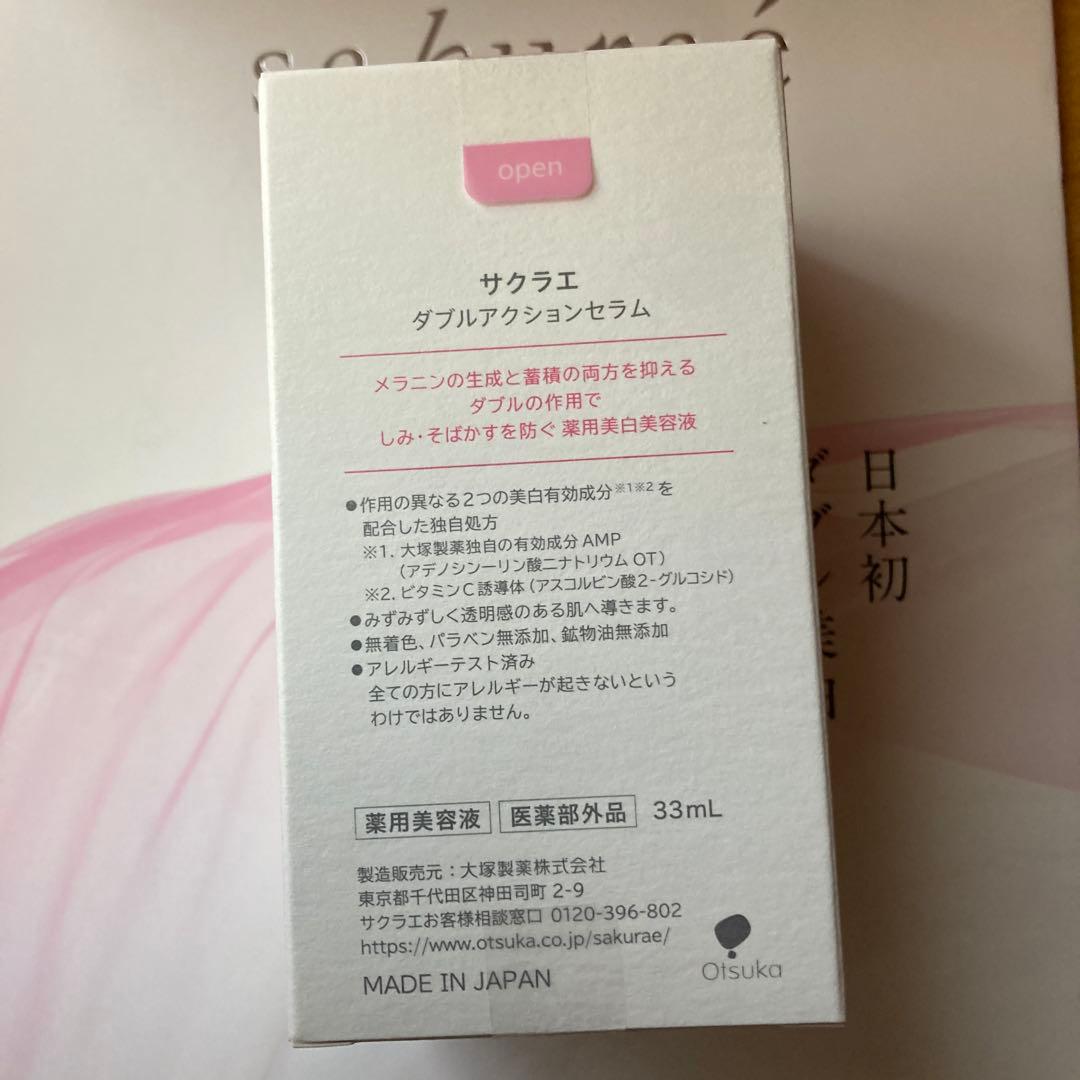 sakuraé
open
サクラエ
ダブルアクションセラム
メラニンの生成と蓄積の両方を抑える
ダブルの作用で
しみ・そばかすを防ぐ 薬用美白美容液
●作用の異なる2つの美白有効成分※1※2を
配合した独自処方
※1. 大塚製薬独自の有効成分 AMP
（アデノシン一リン酸二ナトリウム OT）
※2. ビタミンC誘導体（アスコルビン酸2-グルコシド）
●みずみずしく透明感のある肌へ導きます。
●無着色、パラベン無添加、鉱物油無添加
●アレルギーテスト済み
全ての方にアレルギーが起きないという
わけではありません。
薬用美容液 医薬部外品 33mL
製造販売元：大塚製薬株式会社
東京都千代田区神田司町 2-9
サクラエお客様相談窓口 0120-396-802
https://www.otsuka.co.jp/sakurae/
MADE IN JAPAN
Otsuka
日本初